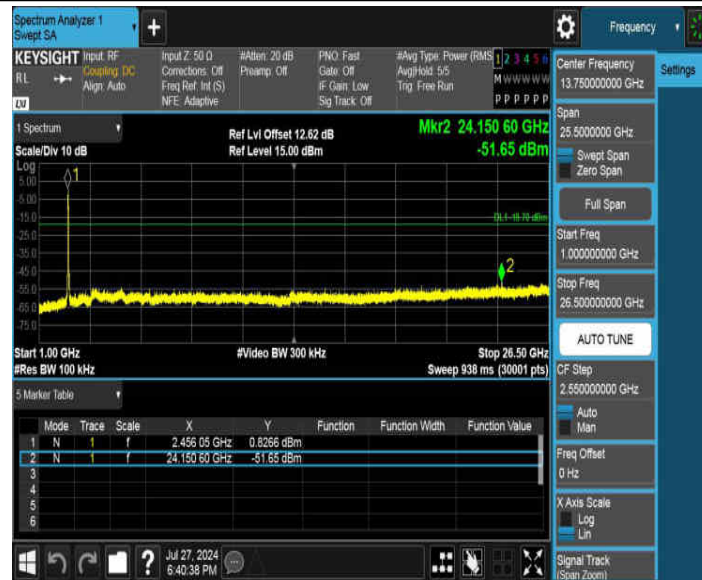 Spectrum Analyzer 1
Swept SA
+
Frequency
KEYSIGHT
RL
LXI
Input: RF
Coupling: DC
Align: Auto
Input Z: 50 Ω
Corrections: Off
Freq Ref: Int (S)
NFE: Adaptive
#Atten: 20 dB
Preamp: Off
PNO: Fast
Gate: Off
IF Gain: Low
Sig Track: Off
#Avg Type: Power (RMS
Avg|Hold: 5/5
Trig: Free Run
1 2 3 4 5 6
M W W W W W
P P P P P P
Center Frequency
13.750000000 GHz
Settings
Span
25.5000000 GHz
Swept Span
Zero Span
Full Span
Start Freq
1.000000000 GHz
Stop Freq
26.500000000 GHz
AUTO TUNE
CF Step
2.550000000 GHz
Auto
Man
Freq Offset
0 Hz
X Axis Scale
Log
Lin
Signal Track
(Span Zoom)
1 Spectrum
Scale/Div 10 dB
Ref Lvl Offset 12.62 dB
Ref Level 15.00 dBm
Mkr2 24.150 60 GHz
-51.65 dBm
Log
5.00
-5.00
-15.0
-25.0
-35.0
-45.0
-55.0
-65.0
-75.0
1
DL1 -18.70 dBm
2
Start 1.00 GHz
#Res BW 100 kHz
#Video BW 300 kHz
Stop 26.50 GHz
Sweep 938 ms (30001 pts)
5 Marker Table
Mode Trace Scale X Y Function Function Width Function Value
1 N 1 f 2.456 05 GHz 0.8266 dBm
2 N 1 f 24.150 60 GHz -51.65 dBm
3
4
5
6
?
Jul 27, 2024
6:40:38 PM